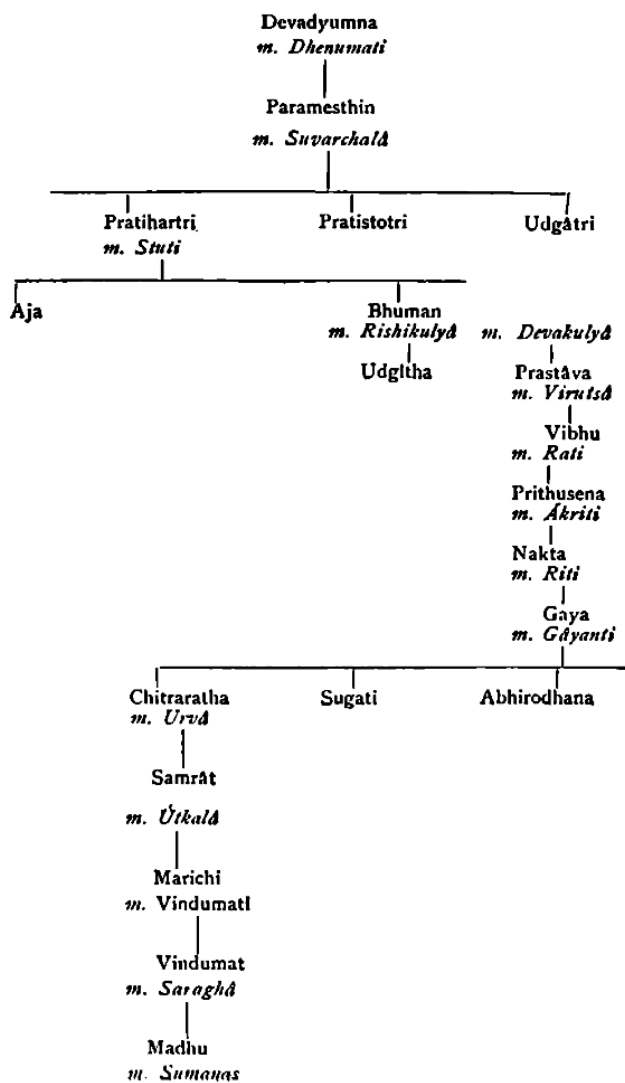 Devadyumna
m. Dhenumati
Paramesthin
m. Suvarchalâ
Pratihartri Pratistotri Udgâtri
m. Stuti
Aja Bhuman
m. Rishikulyâ m. Devakulyâ
Udgîtha Prastâva
m. Virutsâ
Vibhu
m. Rati
Prithusena
m. Âkriti
Nakta
m. Riti
Gaya
m. Gâyanti
Chitraratha Sugati Abhirodhana
m. Urvâ
Samrât
m. Útkalâ
Marichi
m. Vindumatî
Vindumat
m. Saraghâ
Madhu
m. Sumanas